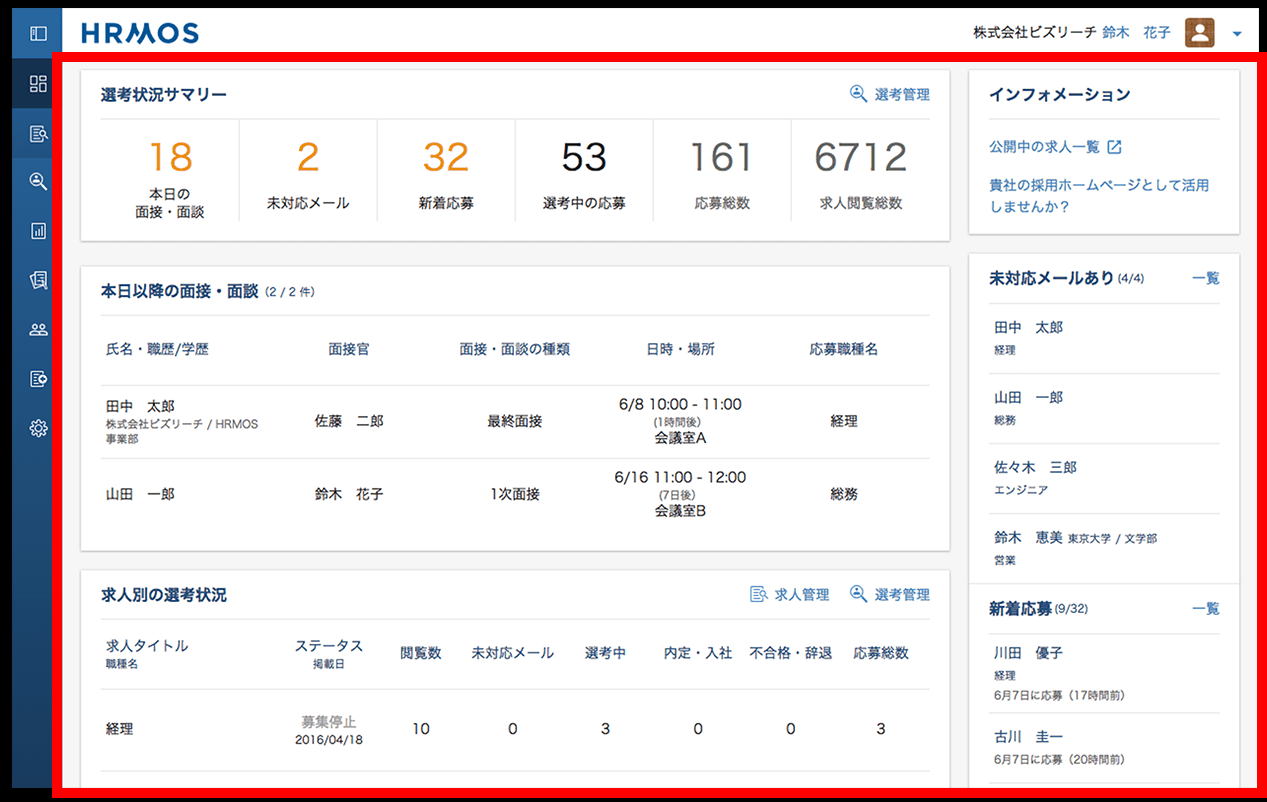 HRMOS
株式会社ビズリーチ 鈴木 花子
選考状況サマリー
選考管理
18
本日の
面接・面談
2
未対応メール
32
新着応募
53
選考中の応募
161
応募総数
6712
求人閲覧総数
インフォメーション
公開中の求人一覧
貴社の採用ホームページとして活用
しませんか？
本日以降の面接・面談 (2 / 2 件)
氏名・職歴/学歴 面接官 面接・面談の種類 日時・場所 応募職種名
田中 太郎
株式会社ビズリーチ / HRMOS
事業部
佐藤 二郎
最終面接
6/8 10:00 - 11:00
(1時間後)
会議室A
経理
山田 一郎
鈴木 花子
1次面接
6/16 11:00 - 12:00
(7日後)
会議室B
総務
求人別の選考状況
求人管理
選考管理
求人タイトル
職種名
ステータス
掲載日
閲覧数 未対応メール 選考中 内定・入社 不合格・辞退 応募総数
経理
募集停止
2016/04/18
10 0 3 0 0 3
未対応メールあり (4/4) 一覧
田中 太郎
経理
山田 一郎
総務
佐々木 三郎
エンジニア
鈴木 恵美 東京大学 / 文学部
営業
新着応募 (9/32) 一覧
川田 優子
経理
6月7日に応募（17時間前）
古川 圭一
6月7日に応募（20時間前）